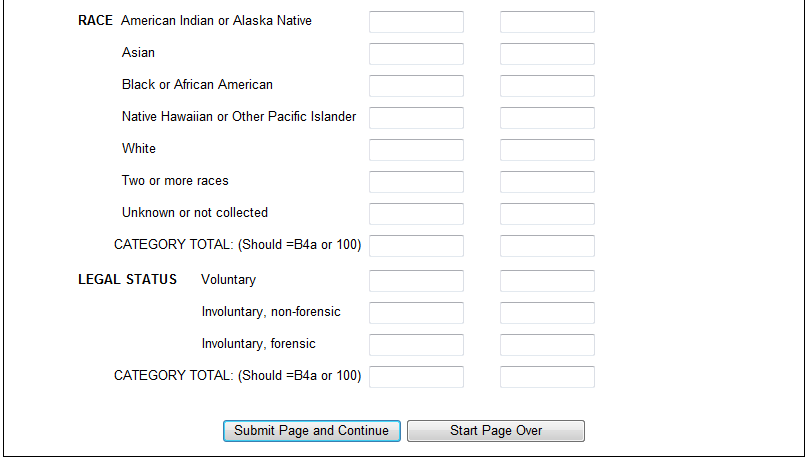 RACE American Indian or Alaska Native
Asian
Black or African American
Native Hawaiian or Other Pacific Islander
White
Two or more races
Unknown or not collected
CATEGORY TOTAL: (Should =B4a or 100)
LEGAL STATUS Voluntary
Involuntary, non-forensic
Involuntary, forensic
CATEGORY TOTAL: (Should =B4a or 100)
Submit Page and Continue Start Page Over